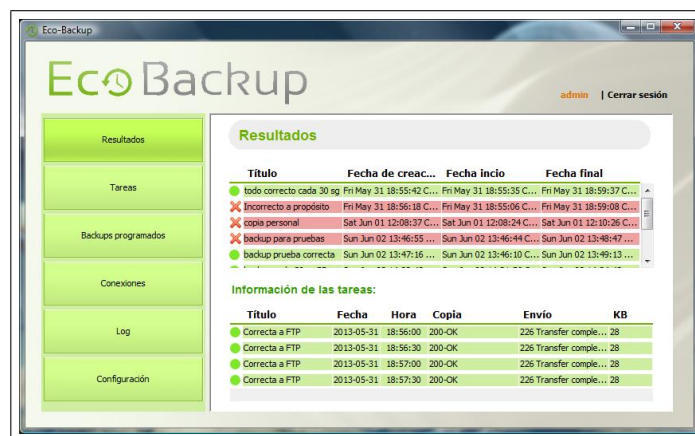 Eco-Backup
Eco Backup
admin | Cerrar sesión
Resultados
Tareas
Backups programados
Conexiones
Log
Configuración
Resultados
Título Fecha de creac... Fecha incio Fecha final
todo correcto cada 30 sg Fri May 31 18:55:42 C... Fri May 31 18:55:35 C... Fri May 31 18:59:37 C...
Incorrecto a propósito Fri May 31 18:56:18 C... Fri May 31 18:55:06 C... Fri May 31 18:59:08 C...
copia personal Sat Jun 01 12:08:37 C... Sat Jun 01 12:08:24 C... Sat Jun 01 12:10:26 C...
backup para pruebas Sun Jun 02 13:46:55 ... Sun Jun 02 13:46:44 C... Sun Jun 02 13:48:47 ...
backup prueba correcta Sun Jun 02 13:47:16 ... Sun Jun 02 13:46:10 C... Sun Jun 02 13:49:13 ...
Información de las tareas:
Título Fecha Hora Copia Envío KB
Correcta a FTP 2013-05-31 18:56:00 200-OK 226 Transfer comple... 28
Correcta a FTP 2013-05-31 18:56:30 200-OK 226 Transfer comple... 28
Correcta a FTP 2013-05-31 18:57:00 200-OK 226 Transfer comple... 28
Correcta a FTP 2013-05-31 18:57:30 200-OK 226 Transfer comple... 28